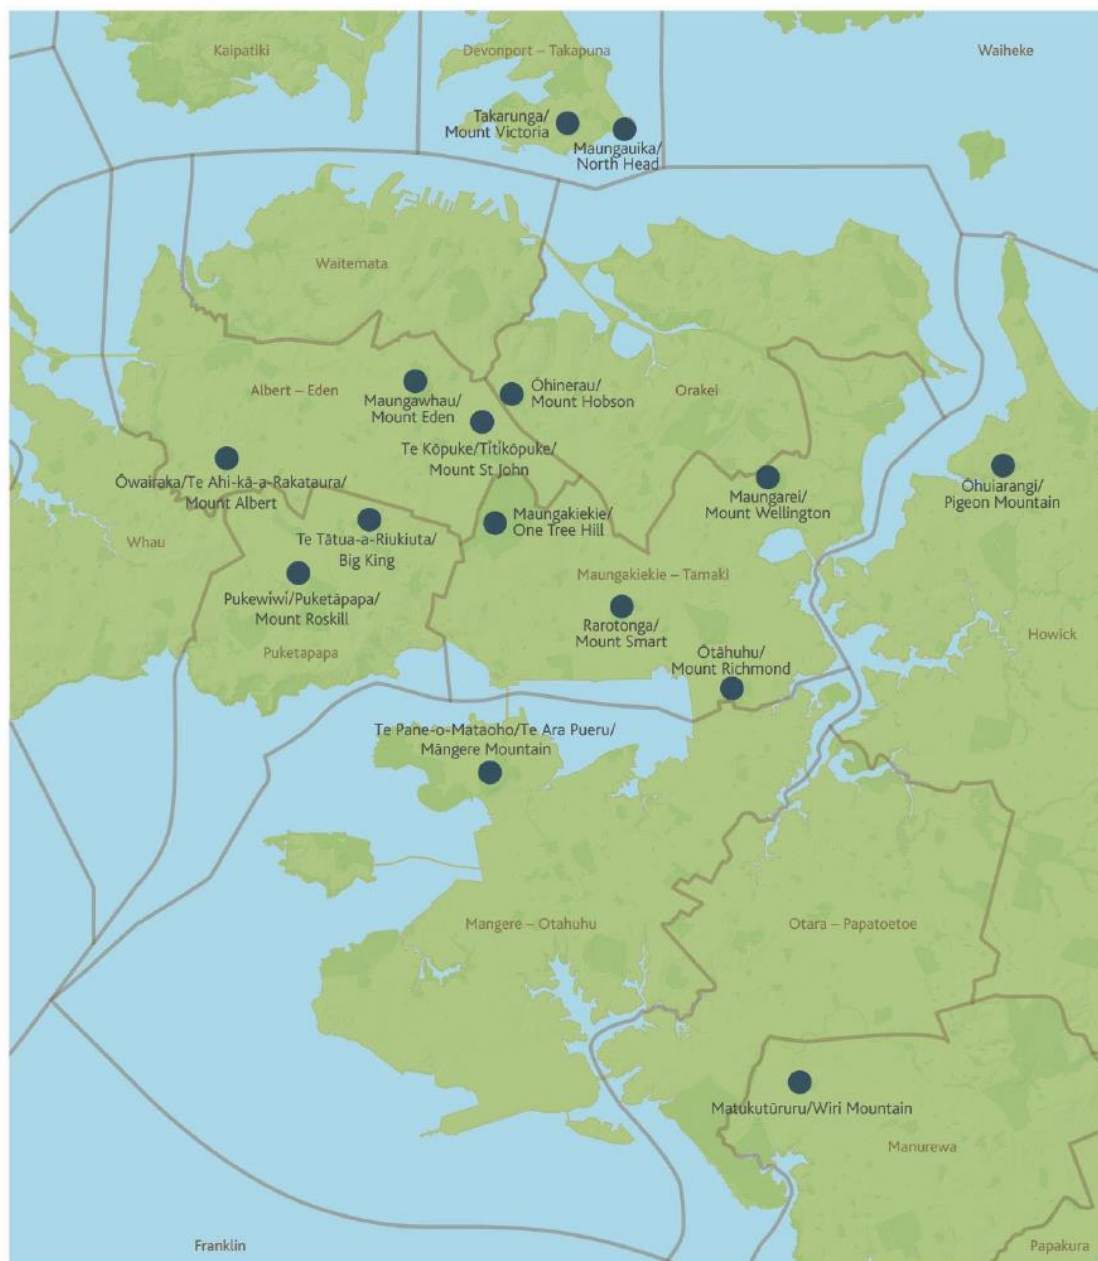 Kaipatiki
Devonport – Takapuna
Waiheke
Takarunga/
Mount Victoria
Maungauika/
North Head
Waitemata
Albert – Eden
Maungawhau/
Mount Eden
Ōhinerau/
Mount Hobson
Orakei
Te Kōpuke/Tītīkōpuke/
Mount St John
Ōwairaka/Te Ahi-kā-a-Rakataura/
Mount Albert
Maungarei/
Mount Wellington
Ōhuiarangi/
Pigeon Mountain
Maungakiekie/
One Tree Hill
Whau
Te Tātua-a-Riukiuta/
Big King
Maungakiekie – Tamaki
Pukewīwī/Puketāpapa/
Mount Roskill
Rarotonga/
Mount Smart
Howick
Puketapapa
Ōtāhuhu/
Mount Richmond
Te Pane-o-Mataoho/Te Ara Pueru/
Māngere Mountain
Mangere – Otahuhu
Otara – Papatoetoe
Matukutūruru/Wiri Mountain
Manurewa
Franklin
Papakura